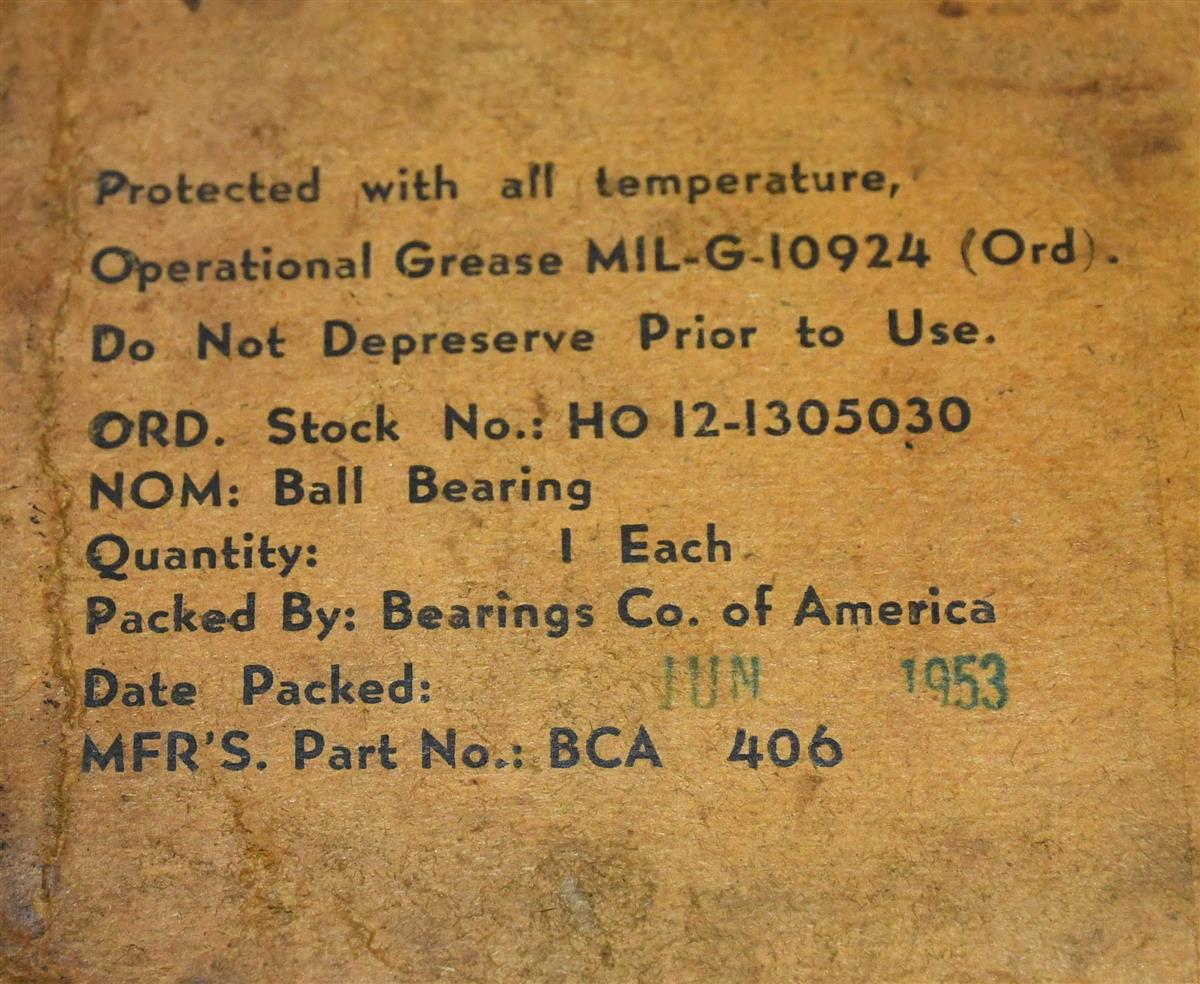 Protected with all temperature,
Operational Grease MIL-G-10924 (Ord).
Do Not Depreserve Prior to Use.
ORD. Stock No.: HO 12-1305030
NOM: Ball Bearing
Quantity: 1 Each
Packed By: Bearings Co. of America
Date Packed: JUN 1953
MFR'S. Part No.: BCA 406